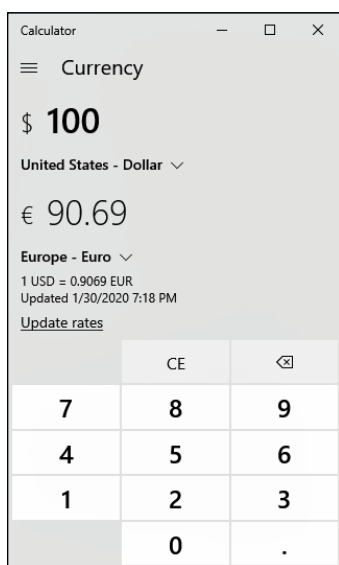 Calculator
Currency
$ 100
United States - Dollar
€ 90.69
Europe - Euro
1 USD = 0.9069 EUR
Updated 1/30/2020 7:18 PM
Update rates
CE
7 8 9
4 5 6
1 2 3
0 .